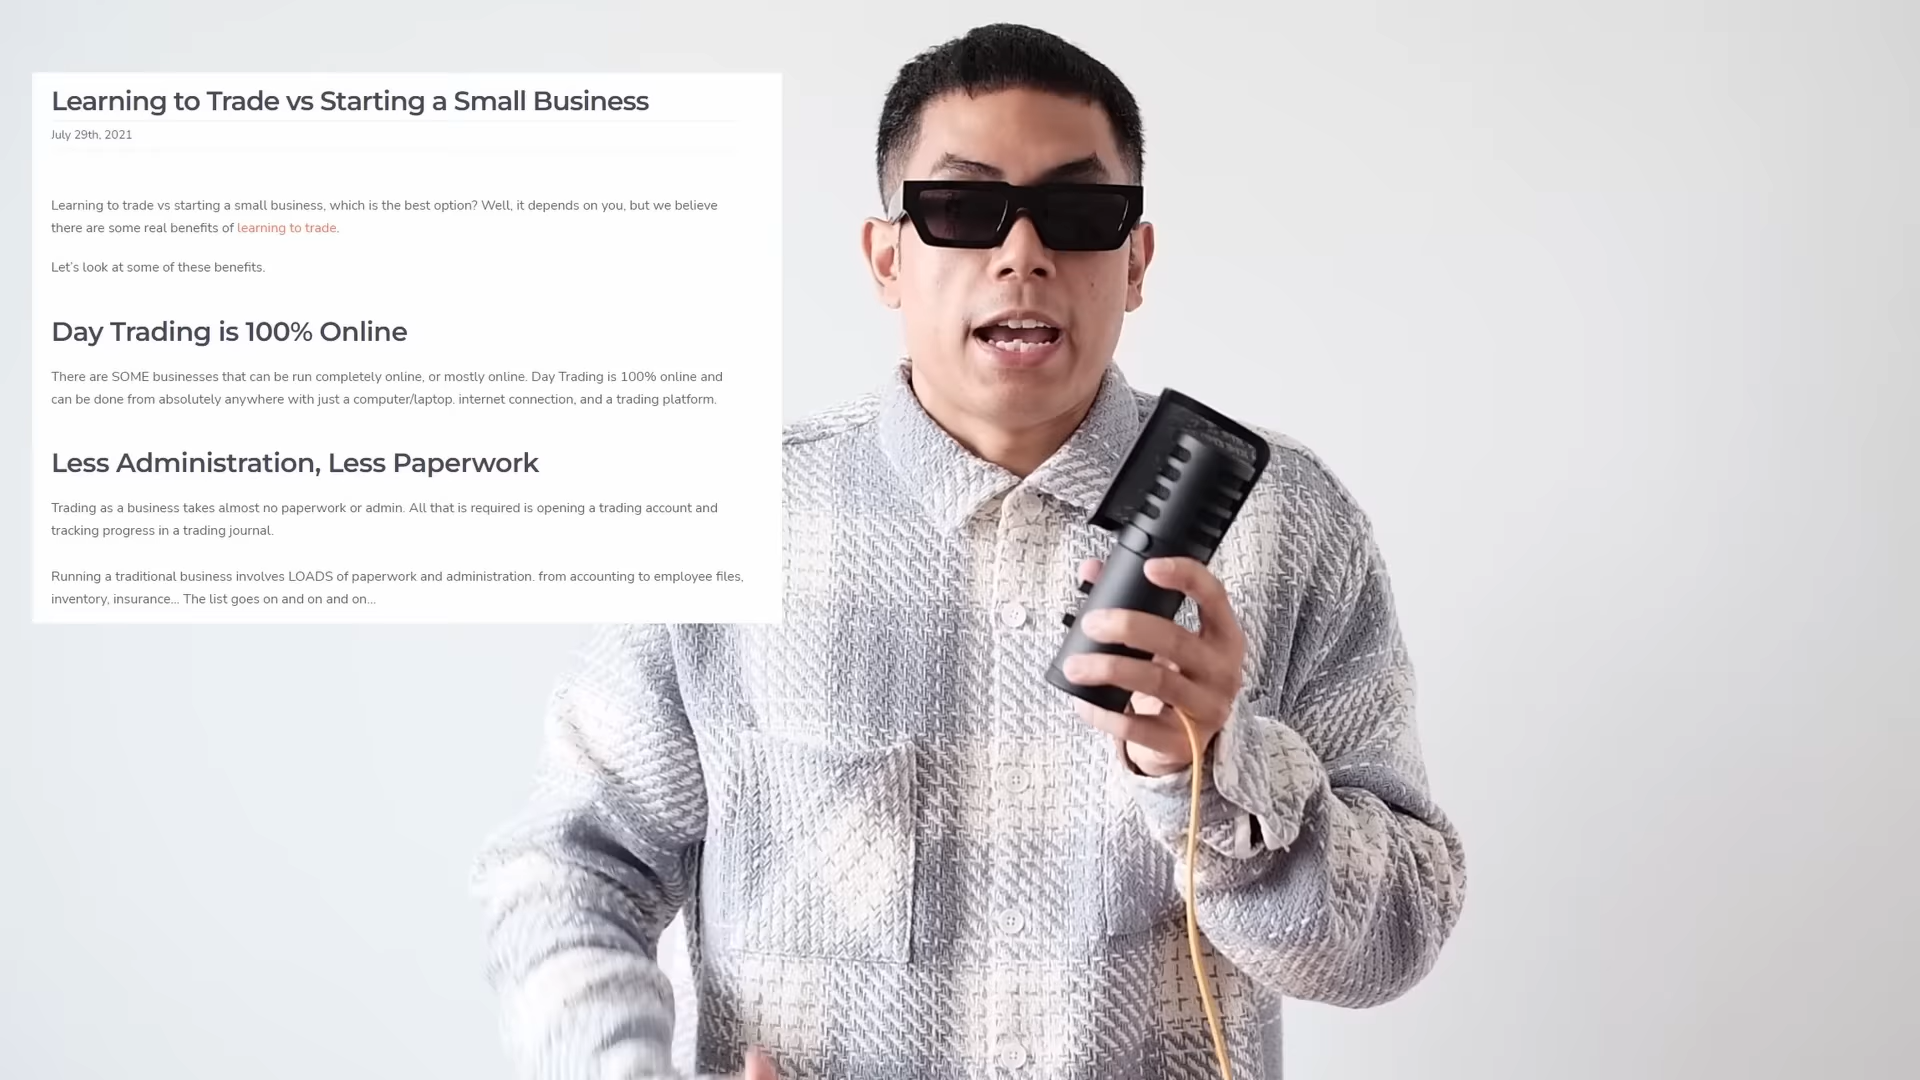 Learning to Trade vs Starting a Small Business
July 29th, 2021
Learning to trade vs starting a small business, which is the best option? Well, it depends on you, but we believe
there are some real benefits of learning to trade.
Let's look at some of these benefits.
Day Trading is 100% Online
There are SOME businesses that can be run completely online, or mostly online. Day Trading is 100% online and
can be done from absolutely anywhere with just a computer/laptop. internet connection, and a trading platform.
Less Administration, Less Paperwork
Trading as a business takes almost no paperwork or admin. All that is required is opening a trading account and
tracking progress in a trading journal.
Running a traditional business involves LOADS of paperwork and administration. from accounting to employee files,
inventory, insurance... The list goes on and on and on...